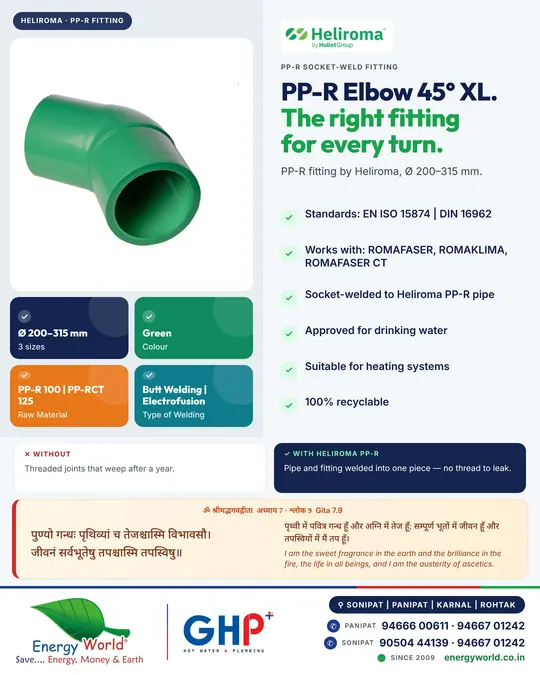 HELIROMA · PP-R FITTING
Heliroma®
by HuliotGroup
PP-R SOCKET-WELD FITTING
PP-R Elbow 45° XL.
The right fitting
for every turn.
PP-R fitting by Heliroma, Ø 200–315 mm.
Standards: EN ISO 15874 | DIN 16962
Works with: ROMAFASER, ROMAKLIMA,
ROMAFASER CT
Socket-welded to Heliroma PP-R pipe
Approved for drinking water
Suitable for heating systems
100% recyclable
Ø 200–315 mm
3 sizes
Green
Colour
PP-R 100 | PP-RCT
125
Raw Material
Butt Welding |
Electrofusion
Type of Welding
✕ WITHOUT
Threaded joints that weep after a year.
✓ WITH HELIROMA PP-R
Pipe and fitting welded into one piece — no thread to leak.
ॐ श्रीमद्भगवद्गीता अध्याय 7 · श्लोक 9 Gita 7.9
पुण्यो गन्धः पृथिव्यां च तेजश्चास्मि विभावसौ।
जीवनं सर्वभूतेषु तपश्चास्मि तपस्विषु॥
पृथ्वी में पवित्र गन्ध हूँ और अग्नि में तेज हूँ; सम्पूर्ण भूतों में जीवन हूँ और
तपस्वियों में मैं तप हूँ।
I am the sweet fragrance in the earth and the brilliance in the
fire, the life in all beings, and I am the austerity of ascetics.
Energy World®
Save.... Energy, Money & Earth
GHP+
HOT WATER & PLUMBING
SONIPAT | PANIPAT | KARNAL | ROHTAK
PANIPAT 94666 00611 · 94667 01242
SONIPAT 90504 44139 · 94667 01242
SINCE 2009 energyworld.co.in